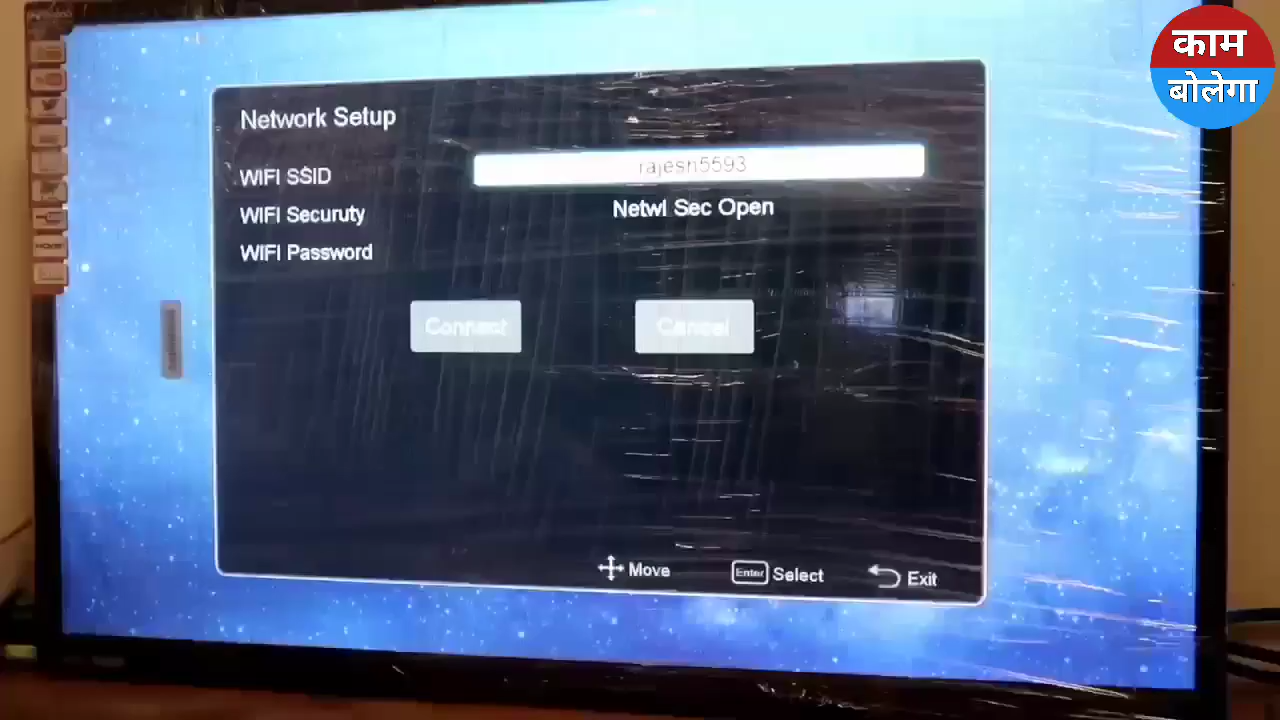 काम
बोलेगा
Network Setup
WIFI SSID
rajesh5593
WIFI Securuty
Netwl Sec Open
WIFI Password
Connect
Cancel
Move
Enter
Select
Exit